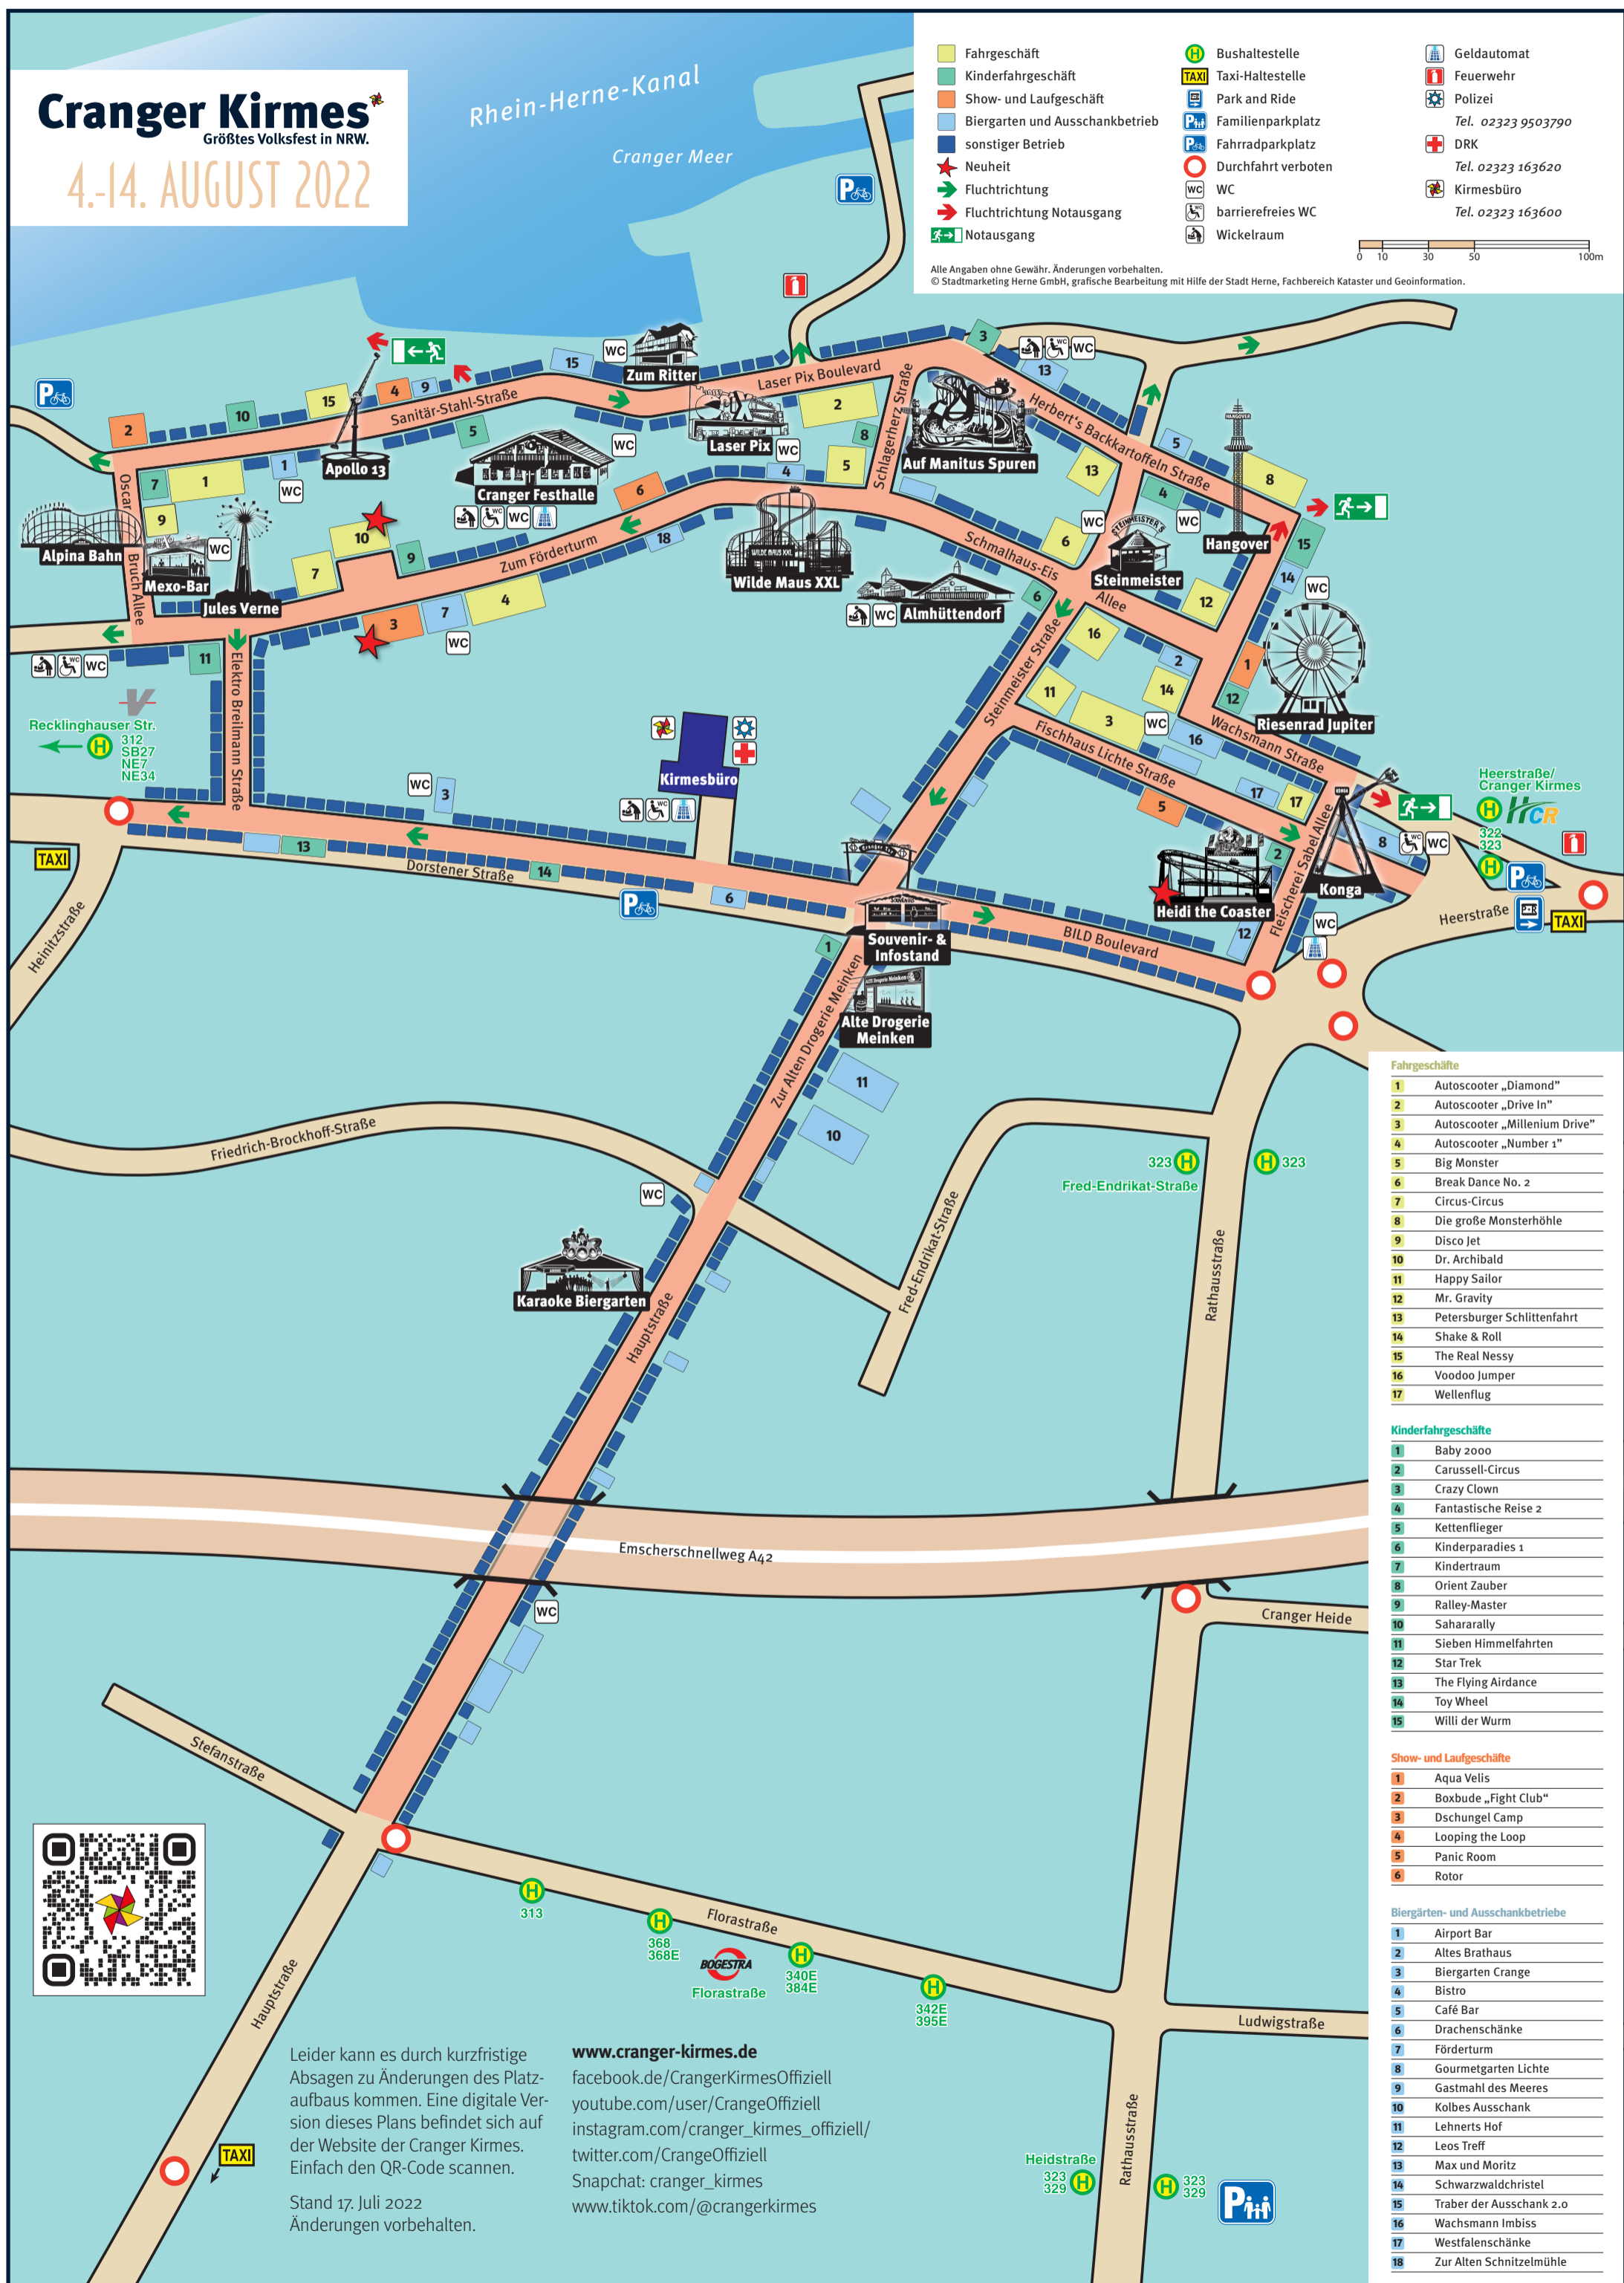 Cranger Kirmes
Größtes Volksfest in NRW.
4.-14. AUGUST 2022
Rhein-Herne-Kanal
Cranger Meer
Fahrgeschäft
Kinderfahrgeschäft
Show- und Laufgeschäft
Biergarten und Ausschankbetrieb
sonstiger Betrieb
Neuheit
Fluchtrichtung
Fluchtrichtung Notausgang
Notausgang
H Bushaltestelle
TAXI Taxi-Haltestelle
Park and Ride
Familienparkplatz
Fahrradparkplatz
Durchfahrt verboten
WC WC
barrierefreies WC
Wickelraum
Geldautomat
Feuerwehr
Polizei
Tel. 02323 9503790
DRK
Tel. 02323 163620
Kirmesbüro
Tel. 02323 163600
0 10 30 50 100m
Alle Angaben ohne Gewähr. Änderungen vorbehalten.
© Stadtmarketing Herne GmbH, grafische Bearbeitung mit Hilfe der Stadt Herne, Fachbereich Kataster und Geoinformation.
Zum Ritter
Laser Pix Boulevard
Sanitär-Stahl-Straße
Laser Pix
Apollo 13
Cranger Festhalle
Schlagerherz Straße
Auf Manitus Spuren
Herbert's Backkartoffeln Straße
Hangover
Oscar Bruch Allee
Alpina Bahn
Mexo-Bar
Jules Verne
Zum Förderturm
Wilde Maus XXL
Schmalhaus-Eis Allee
Steinmeister
Almhüttendorf
Riesenrad Jupiter
Steinmeister Straße
Wachsmann Straße
Fischhaus Lichte Straße
Elektro Breilmann Straße
Recklinghauser Str.
H 312
SB27
NE7
NE34
Kirmesbüro
Heerstraße/
Cranger Kirmes
H HCR
322
323
H
Konga
Heidi the Coaster
Fleischerei Sabel Allee
Heerstraße
TAXI
Dorstener Straße
BILD Boulevard
TAXI
Heinitzstraße
Souvenir- &
Infostand
Alte Drogerie
Meinken
Zur Alten Drogerie Meinken
Friedrich-Brockhoff-Straße
323 H
H 323
Fred-Endrikat-Straße
Fred-Endrikat-Straße
Rathausstraße
Karaoke Biergarten
Hauptstraße
Emscherschnellweg A42
Cranger Heide
Stefanstraße
H
313
H
368
368E
Florastraße
BOGESTRA
Florastraße
H
340E
384E
H
342E
395E
Ludwigstraße
Hauptstraße
Rathausstraße
TAXI
Heidstraße
323
329 H
H 323
329
Leider kann es durch kurzfristige
Absagen zu Änderungen des Platz-
aufbaus kommen. Eine digitale Ver-
sion dieses Plans befindet sich auf
der Website der Cranger Kirmes.
Einfach den QR-Code scannen.
Stand 17. Juli 2022
Änderungen vorbehalten.
www.cranger-kirmes.de
facebook.de/CrangerKirmesOffiziell
youtube.com/user/CrangeOffiziell
instagram.com/cranger_kirmes_offiziell/
twitter.com/CrangeOffiziell
Snapchat: cranger_kirmes
www.tiktok.com/@crangerkirmes
Fahrgeschäfte
1 Autoscooter „Diamond”
2 Autoscooter „Drive In”
3 Autoscooter „Millenium Drive”
4 Autoscooter „Number 1”
5 Big Monster
6 Break Dance No. 2
7 Circus-Circus
8 Die große Monsterhöhle
9 Disco Jet
10 Dr. Archibald
11 Happy Sailor
12 Mr. Gravity
13 Petersburger Schlittenfahrt
14 Shake & Roll
15 The Real Nessy
16 Voodoo Jumper
17 Wellenflug
Kinderfahrgeschäfte
1 Baby 2000
2 Carussell-Circus
3 Crazy Clown
4 Fantastische Reise 2
5 Kettenflieger
6 Kinderparadies 1
7 Kindertraum
8 Orient Zauber
9 Ralley-Master
10 Sahararally
11 Sieben Himmelfahrten
12 Star Trek
13 The Flying Airdance
14 Toy Wheel
15 Willi der Wurm
Show- und Laufgeschäfte
1 Aqua Velis
2 Boxbude „Fight Club“
3 Dschungel Camp
4 Looping the Loop
5 Panic Room
6 Rotor
Biergärten- und Ausschankbetriebe
1 Airport Bar
2 Altes Brathaus
3 Biergarten Crange
4 Bistro
5 Café Bar
6 Drachenschänke
7 Förderturm
8 Gourmetgarten Lichte
9 Gastmahl des Meeres
10 Kolbes Ausschank
11 Lehnerts Hof
12 Leos Treff
13 Max und Moritz
14 Schwarzwaldchristel
15 Traber der Ausschank 2.0
16 Wachsmann Imbiss
17 Westfalenschänke
18 Zur Alten Schnitzelmühle